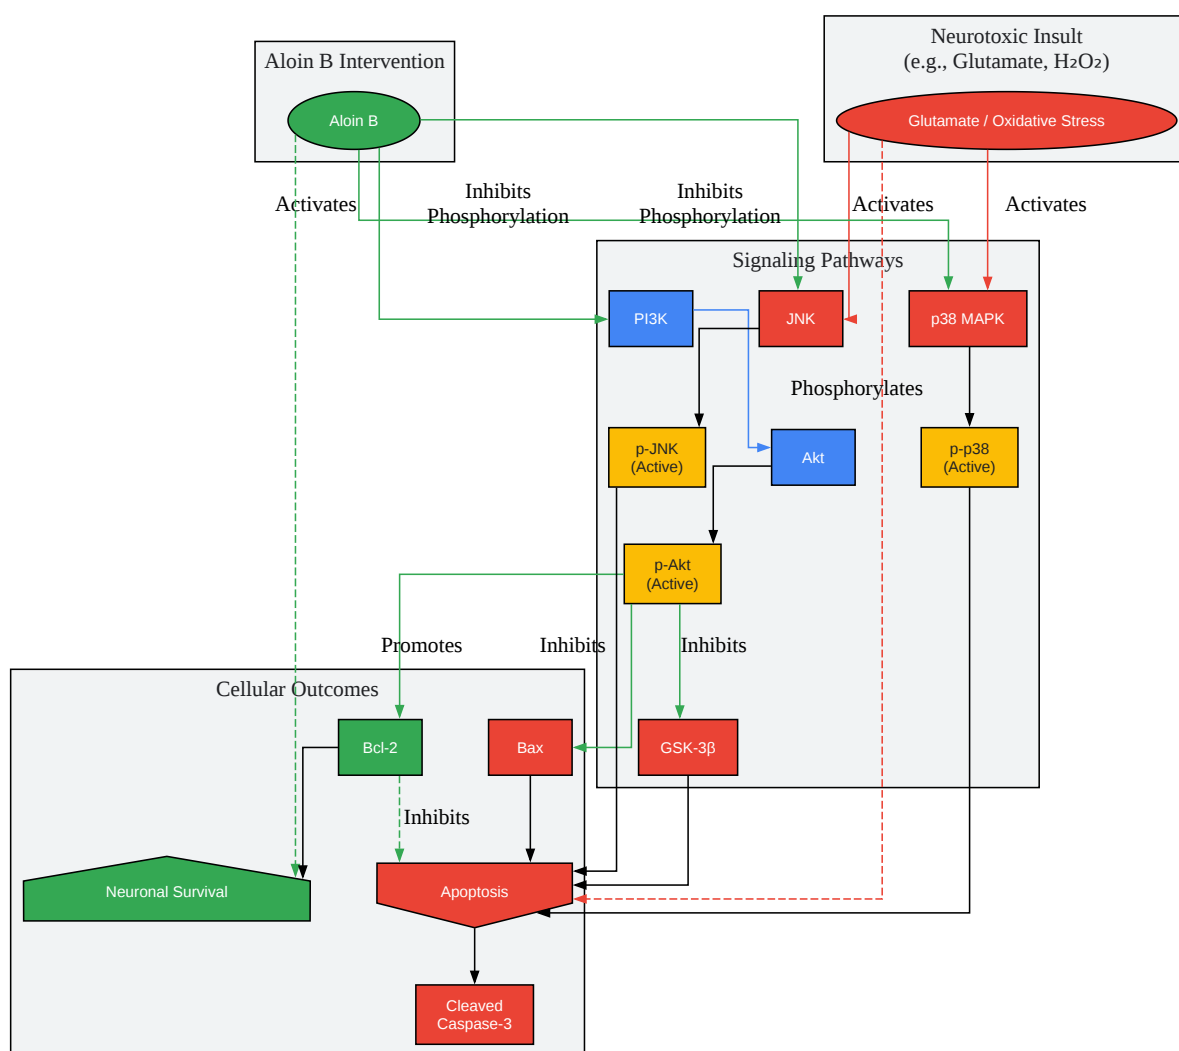 Neurotoxic Insult
(e.g., Glutamate, H₂O₂)
Aloin B Intervention
Aloin B
Glutamate / Oxidative Stress
Activates
Inhibits
Phosphorylation
Inhibits
Phosphorylation
Activates
Activates
Signaling Pathways
PI3K
JNK
p38 MAPK
Phosphorylates
p-JNK
(Active)
Akt
p-p38
(Active)
p-Akt
(Active)
Promotes
Inhibits
Inhibits
Cellular Outcomes
Bcl-2
Bax
GSK-3β
Inhibits
Neuronal Survival
Apoptosis
Cleaved
Caspase-3